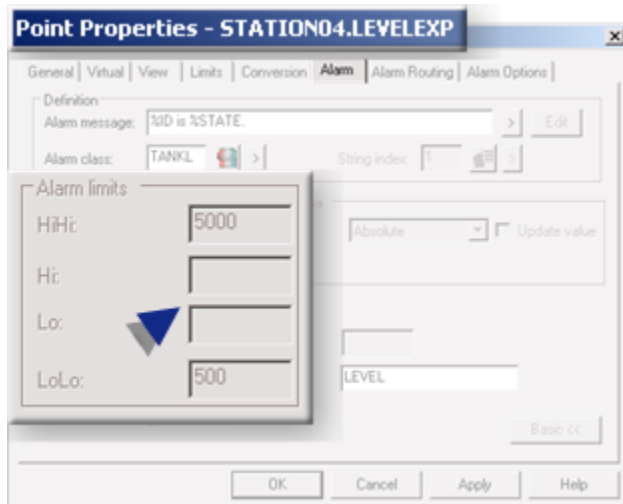 Point Properties - STATION04.LEVELEXP
General Virtual View Limits Conversion Alarm Alarm Routing Alarm Options
Definition
Alarm message: %ID is %STATE. > Edit
Alarm class: TANKL > String index: 1 >
Alarm limits
HiHi: 5000
Absolute Update value
Hi:
Lo:
LoLo: 500
LEVEL
Basic <<
OK Cancel Apply Help